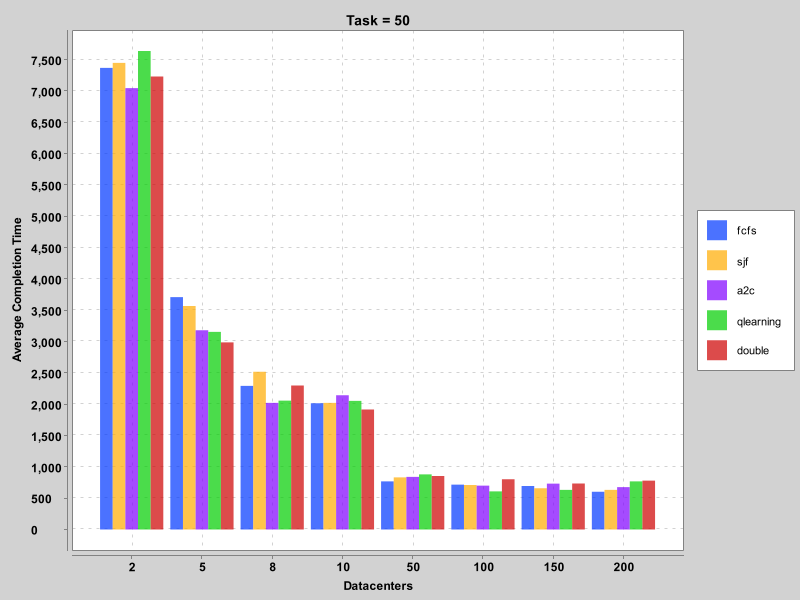 Task = 50
Average Completion Time
7,500
7,000
6,500
6,000
5,500
5,000
4,500
4,000
3,500
3,000
2,500
2,000
1,500
1,000
500
0
2 5 8 10 50 100 150 200
Datacenters
fcfs
sjf
a2c
qlearning
double